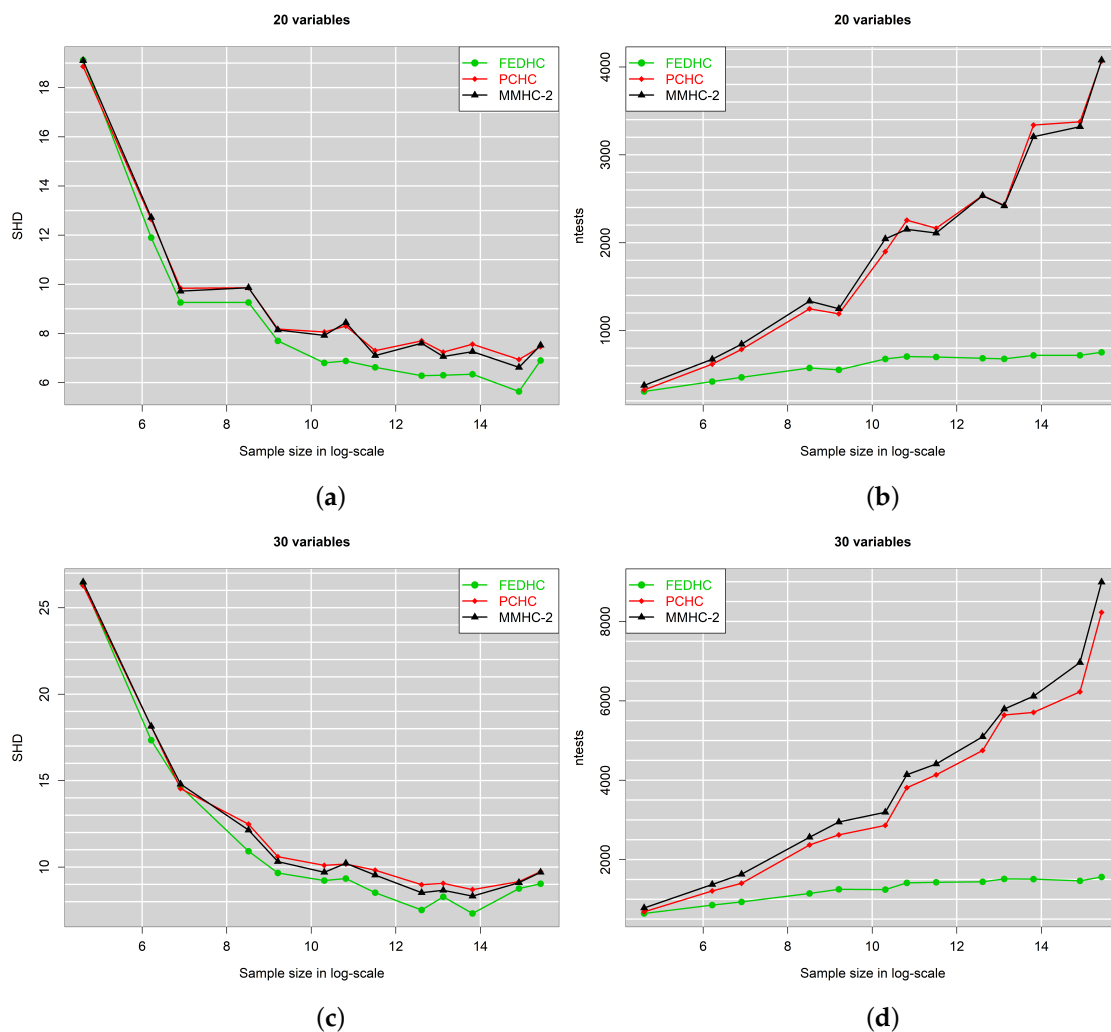 20 variables
SHD
18
16
14
12
10
8
6
FEDHC
PCHC
MMHC-2
6 8 10 12 14
Sample size in log-scale
(a)
20 variables
ntests
4000
3000
2000
1000
FEDHC
PCHC
MMHC-2
6 8 10 12 14
Sample size in log-scale
(b)
30 variables
SHD
25
20
15
10
FEDHC
PCHC
MMHC-2
6 8 10 12 14
Sample size in log-scale
(c)
30 variables
ntests
8000
6000
4000
2000
FEDHC
PCHC
MMHC-2
6 8 10 12 14
Sample size in log-scale
(d)